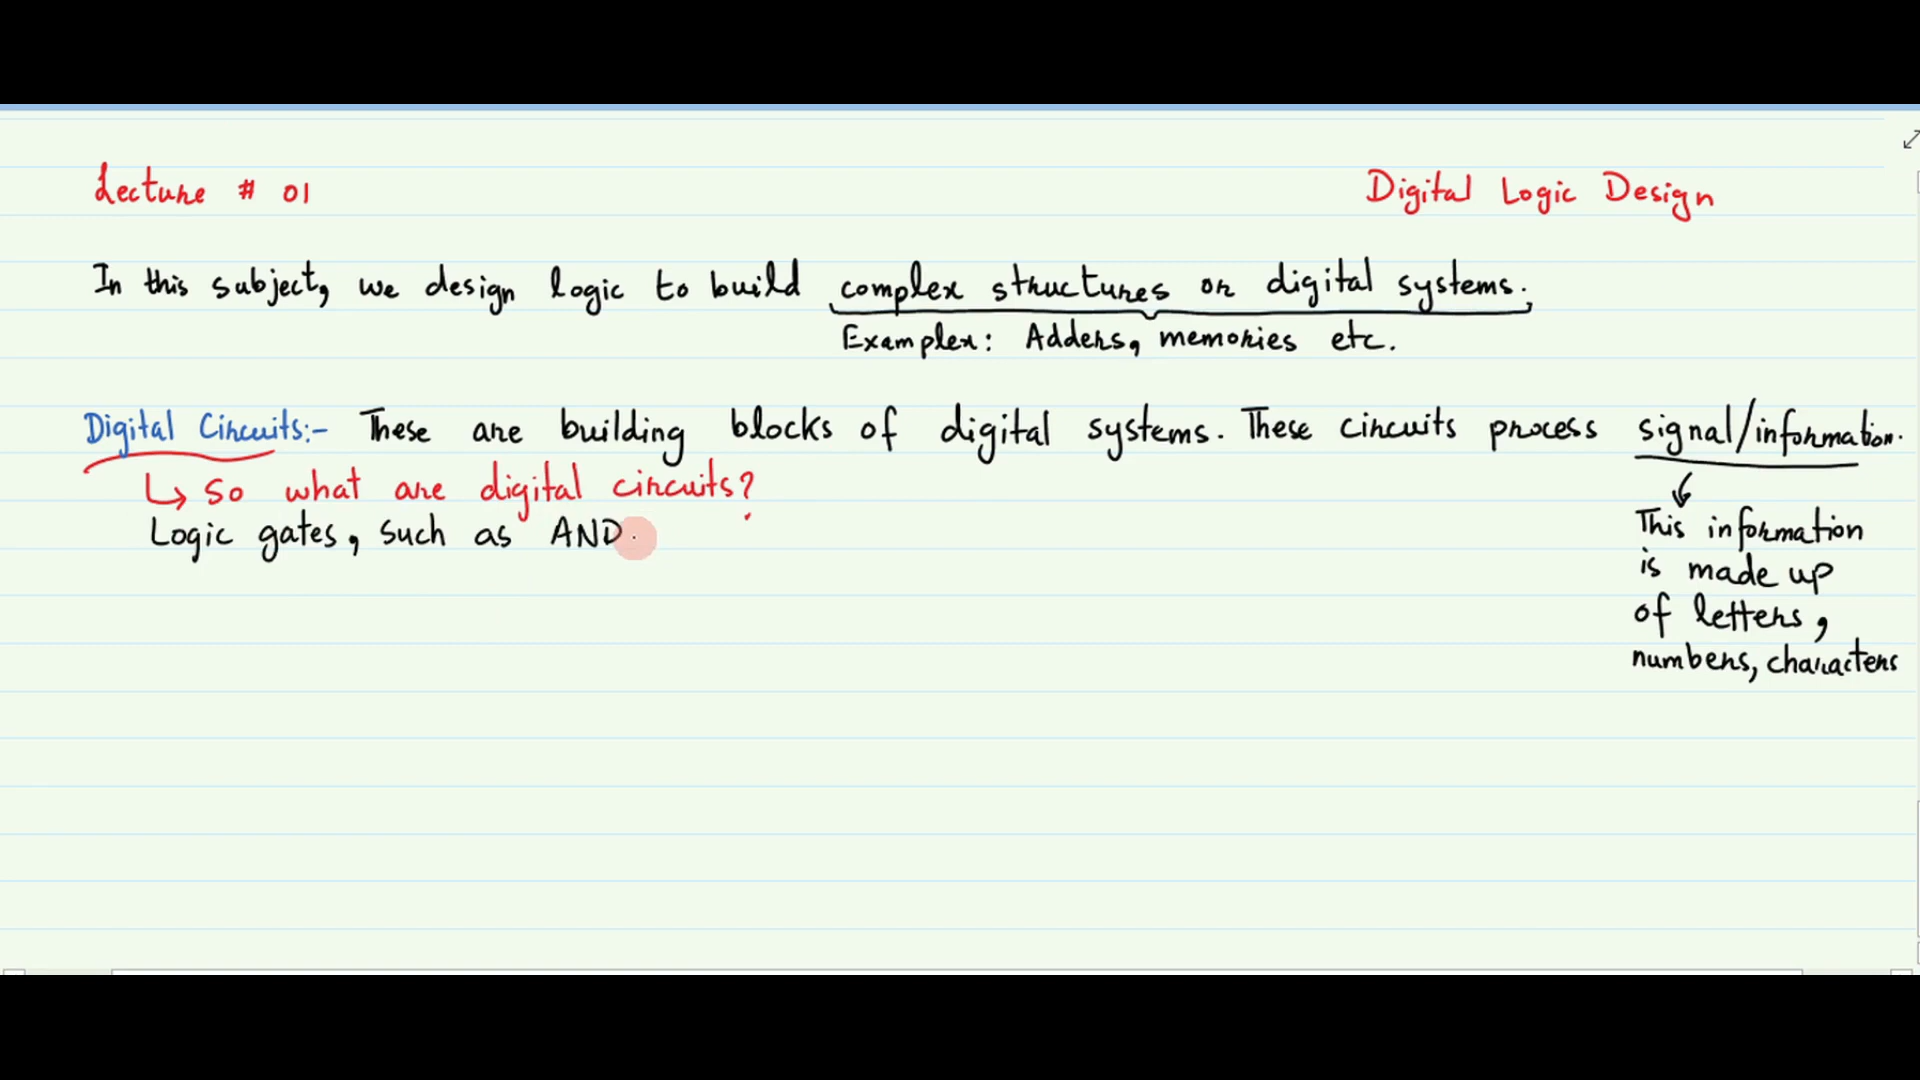 Lecture # 01
Digital Logic Design
In this subject, we design logic to build complex structures or digital systems.
Examples: Adders, memories etc.
Digital Circuits:- These are building blocks of digital systems. These circuits process signal/information.
↳ So what are digital circuits?
Logic gates, such as AND
This information
is made up
of letters,
numbers, characters